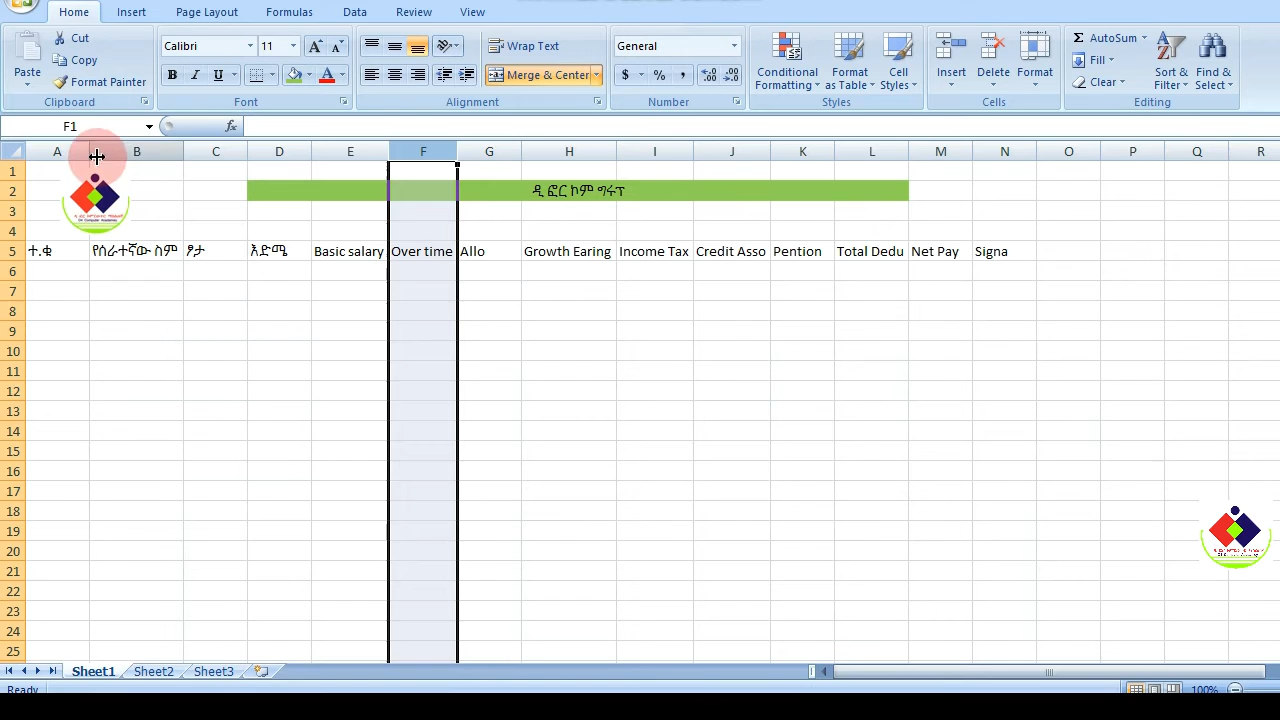 Home Insert Page Layout Formulas Data Review View
Cut
Copy
Format Painter
Paste
Clipboard
Calibri 11
B I U
Font
Wrap Text
Merge & Center
Alignment
General
$ % ,
Number
Conditional Formatting
Format as Table
Cell Styles
Styles
Insert Delete Format
Cells
AutoSum
Fill
Clear
Sort & Filter
Find & Select
Editing
F1
A B C D E F G H I J K L M N O P Q R
1
2 ዲ ፎር ኮም ግሩፕ
3
4
5 ተ.ቁ የሰራተኛው ስም ፆታ እድሜ Basic salary Over time Allo Growth Earing Income Tax Credit Asso Pention Total Dedu Net Pay Signa
6
7
8
9
10
11
12
13
14
15
16
17
18
19
20
21
22
23
24
25
Sheet1 Sheet2 Sheet3
Ready 100%